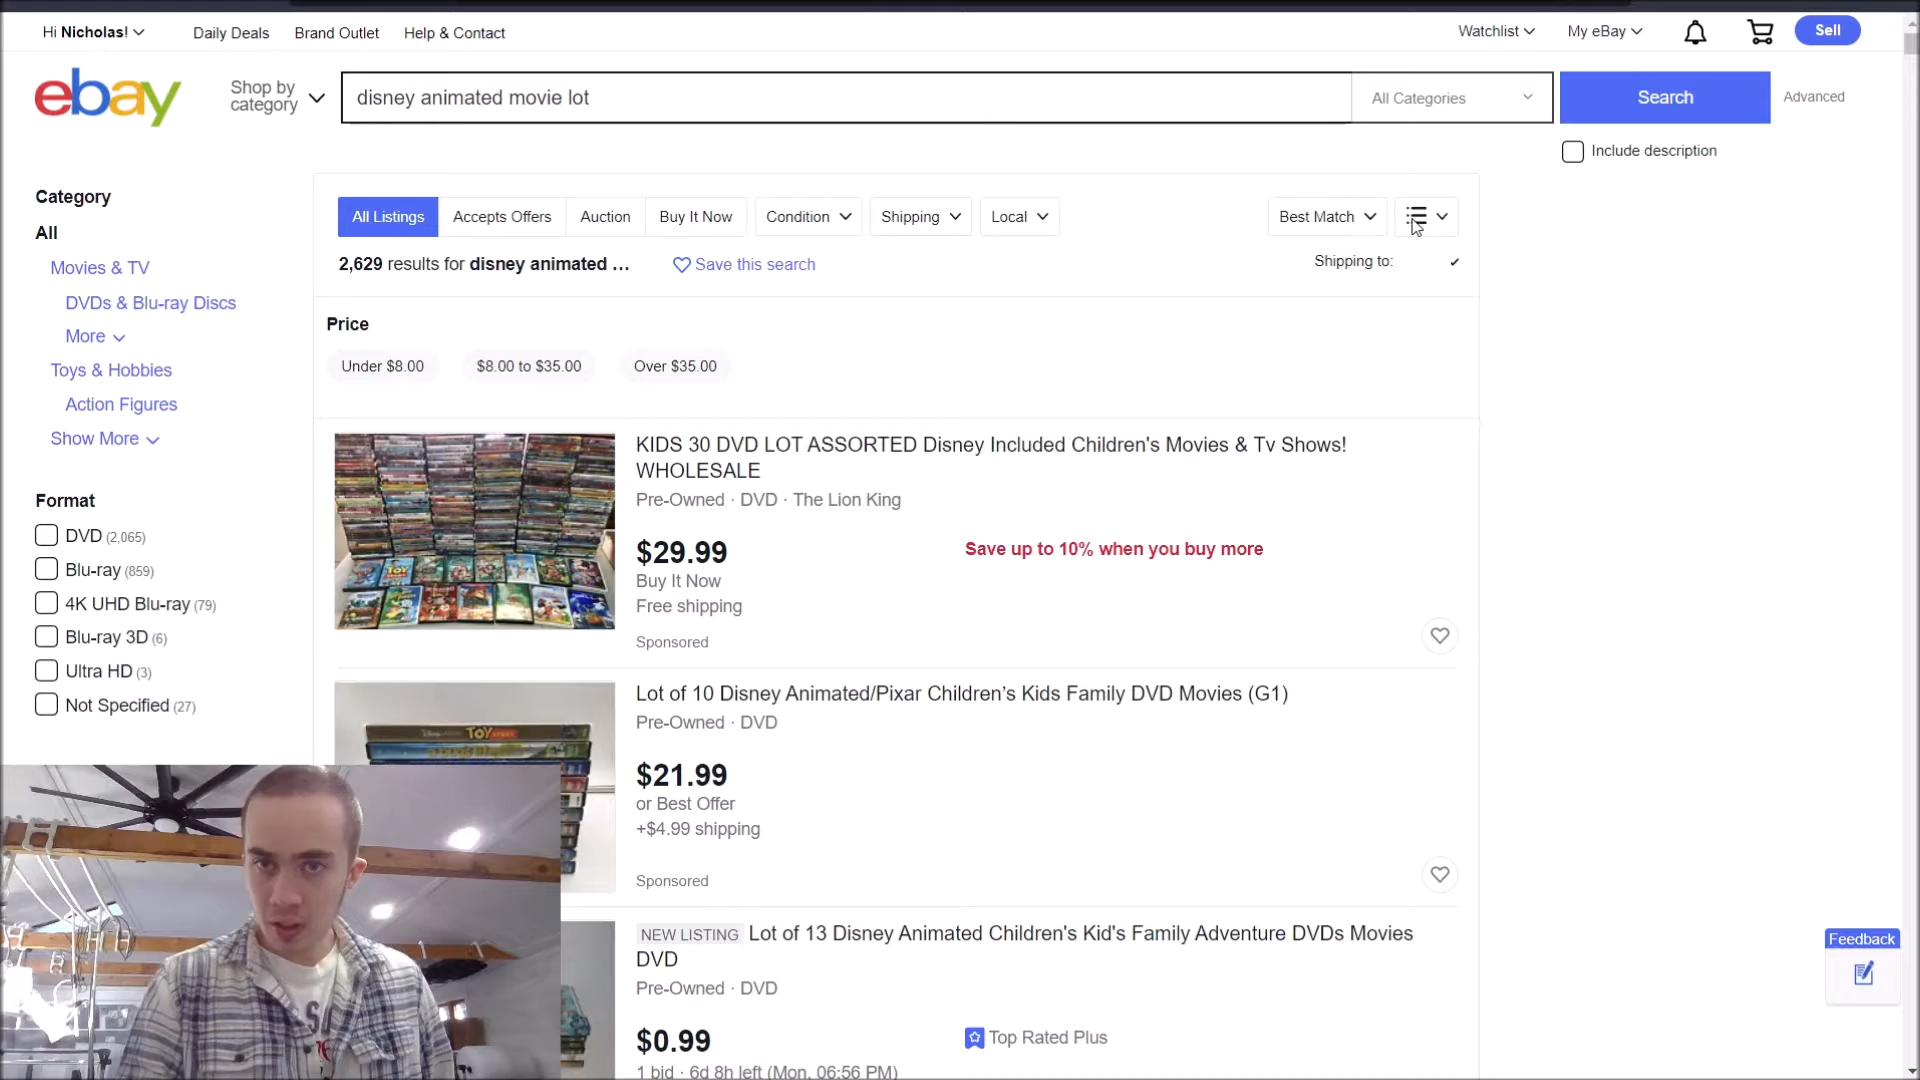 Hi Nicholas!
Daily Deals
Brand Outlet
Help & Contact
Watchlist
My eBay
Sell
ebay
Shop by
category
disney animated movie lot
All Categories
Search
Advanced
Include description
Category
All
Movies & TV
DVDs & Blu-ray Discs
More
Toys & Hobbies
Action Figures
Show More
Format
DVD (2,065)
Blu-ray (859)
4K UHD Blu-ray (79)
Blu-ray 3D (6)
Ultra HD (3)
Not Specified (27)
All Listings
Accepts Offers
Auction
Buy It Now
Condition
Shipping
Local
Best Match
2,629 results for disney animated ...
Save this search
Shipping to:
Price
Under $8.00
$8.00 to $35.00
Over $35.00
KIDS 30 DVD LOT ASSORTED Disney Included Children's Movies & Tv Shows!
WHOLESALE
Pre-Owned · DVD · The Lion King
$29.99
Save up to 10% when you buy more
Buy It Now
Free shipping
Sponsored
TOY STORY
Lot of 10 Disney Animated/Pixar Children’s Kids Family DVD Movies (G1)
Pre-Owned · DVD
$21.99
or Best Offer
+$4.99 shipping
Sponsored
NEW LISTING Lot of 13 Disney Animated Children's Kid's Family Adventure DVDs Movies
DVD
Pre-Owned · DVD
$0.99
Top Rated Plus
1 bid · 6d 8h left (Mon, 06:56 PM)
Feedback